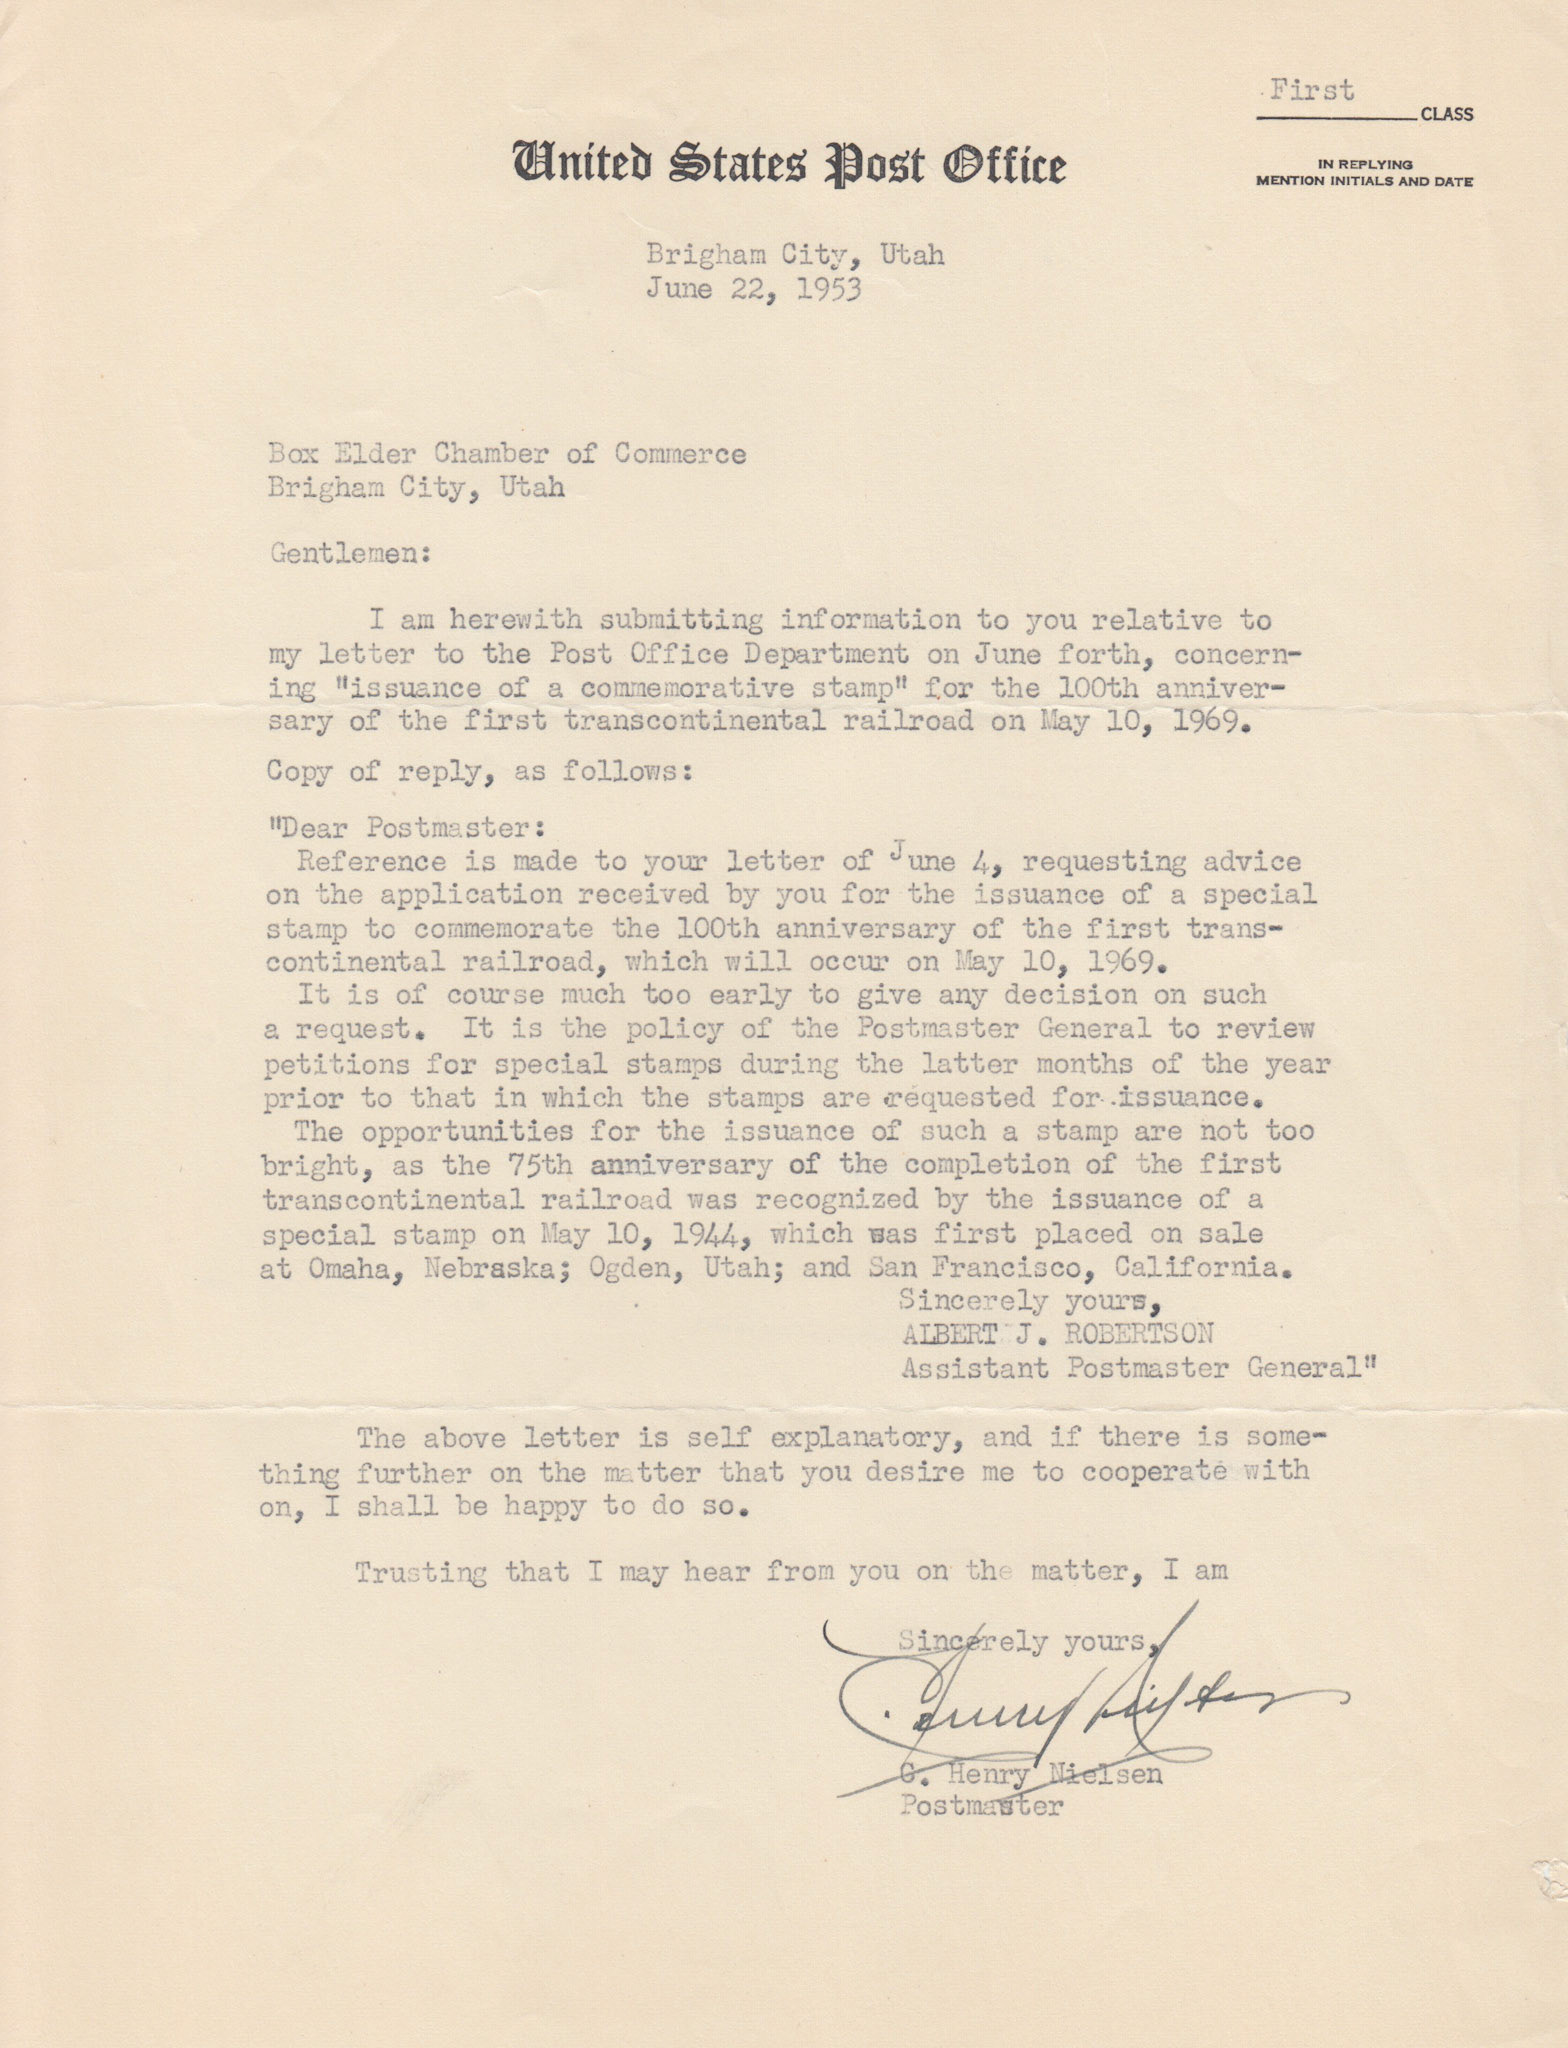 First
CLASS
United States Post Office
IN REPLYING
MENTION INITIALS AND DATE
Brigham City, Utah
June 22, 1953
Box Elder Chamber of Commerce
Brigham City, Utah
Gentlemen:
I am herewith submitting information to you relative to
my letter to the Post Office Department on June forth, concern-
ing "issuance of a commemorative stamp" for the 100th anniver-
sary of the first transcontinental railroad on May 10, 1969.
Copy of reply, as follows:
"Dear Postmaster:
Reference is made to your letter of June 4, requesting advice
on the application received by you for the issuance of a special
stamp to commemorate the 100th anniversary of the first trans-
continental railroad, which will occur on May 10, 1969.
It is of course much too early to give any decision on such
a request. It is the policy of the Postmaster General to review
petitions for special stamps during the latter months of the year
prior to that in which the stamps are requested for issuance.
The opportunities for the issuance of such a stamp are not too
bright, as the 75th anniversary of the completion of the first
transcontinental railroad was recognized by the issuance of a
special stamp on May 10, 1944, which was first placed on sale
at Omaha, Nebraska; Ogden, Utah; and San Francisco, California.
Sincerely yours,
ALBERT J. ROBERTSON
Assistant Postmaster General"
The above letter is self explanatory, and if there is some-
thing further on the matter that you desire me to cooperate with
on, I shall be happy to do so.
Trusting that I may hear from you on the matter, I am
Sincerely yours,
G. Henry Nielsen
Postmaster